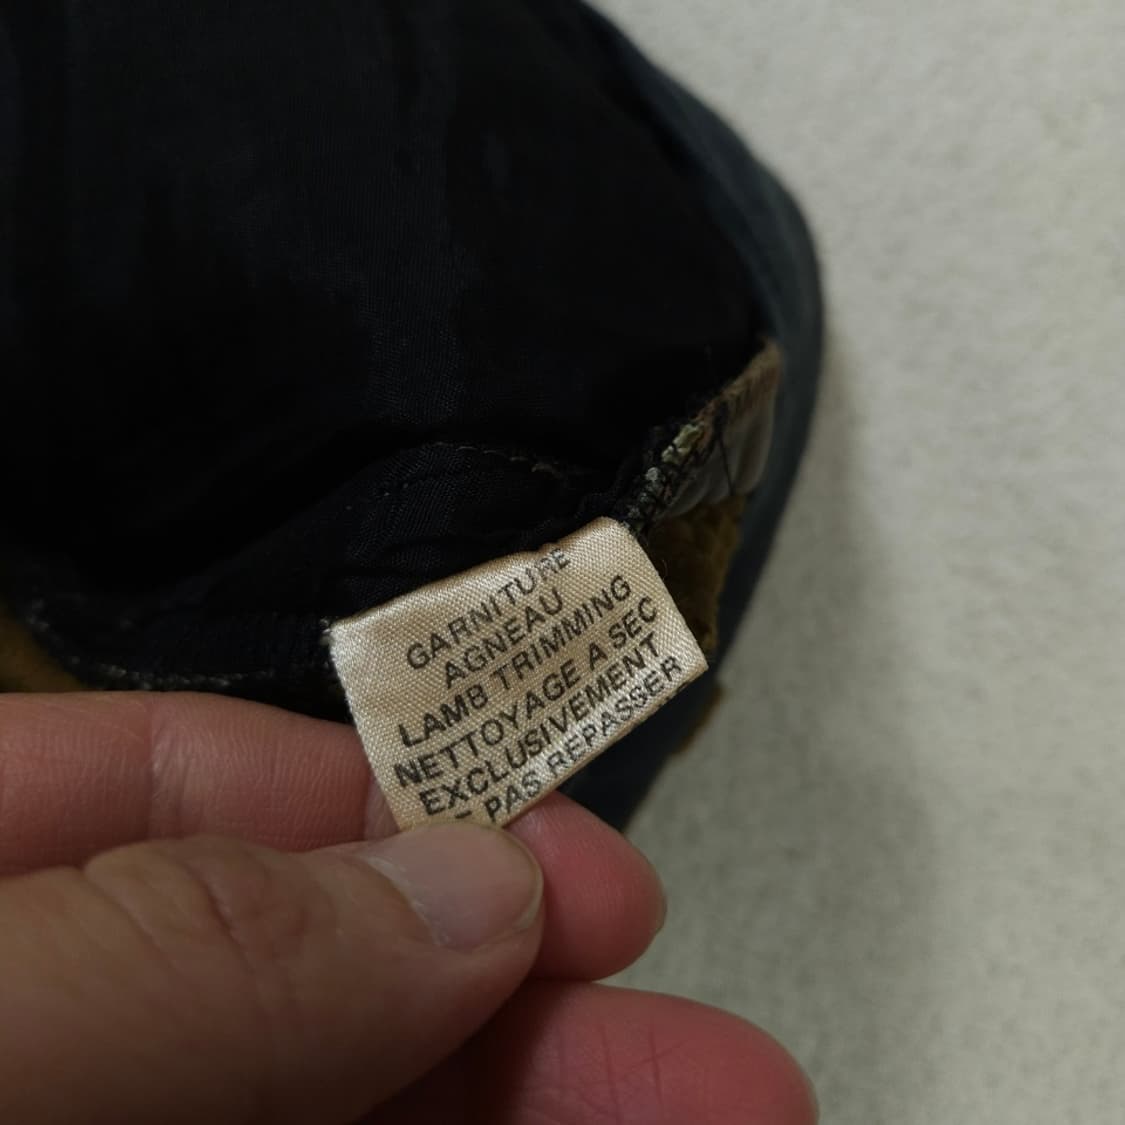 GARNITURE
AGNEAU
LAMB TRIMMING
NETTOYAGE A SEC
EXCLUSIVEMENT
PAS REPASSER